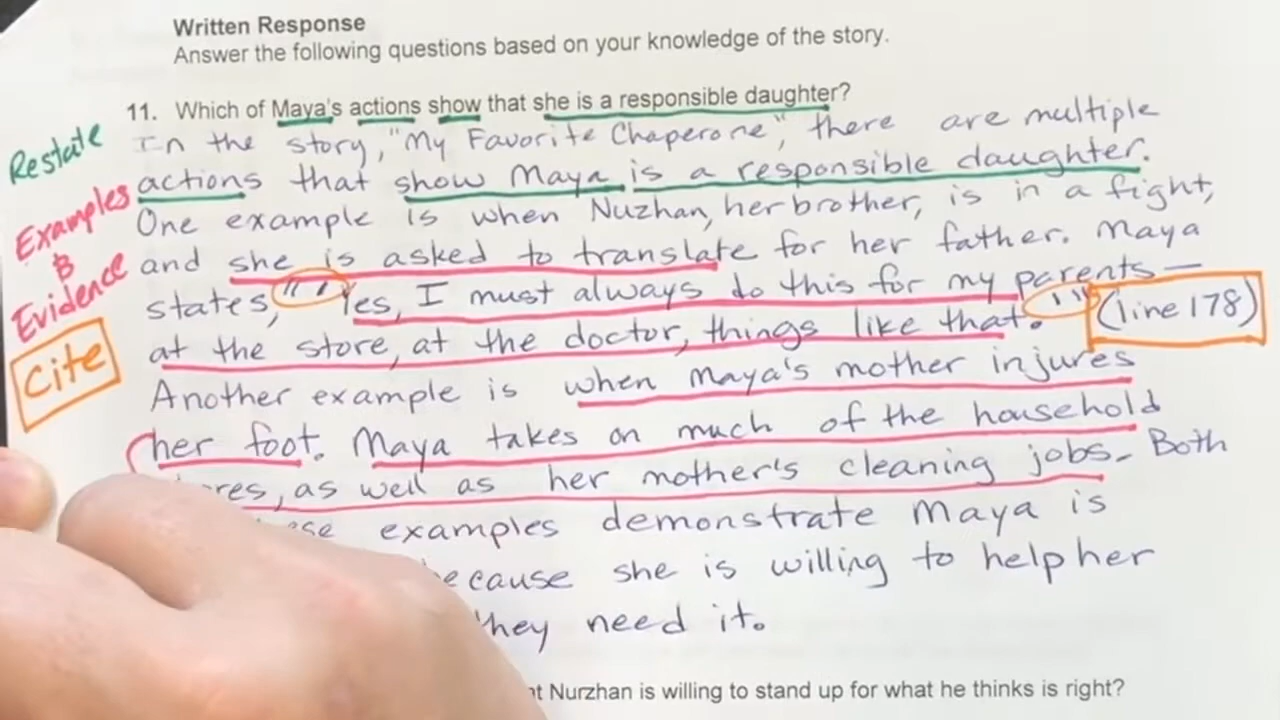 Written Response
Answer the following questions based on your knowledge of the story.
11. Which of Maya's actions show that she is a responsible daughter?
Restate
In the story, "My Favorite Chaperone", there are multiple
actions that show Maya is a responsible daughter.
Examples
&
Evidence
One example is when Nuzhan, her brother, is in a fight,
and she is asked to translate for her father. Maya
states, "'Yes, I must always do this for my parents—
at the store, at the doctor, things like that.'" (line 178)
Cite
Another example is when Maya's mother injures
her foot. Maya takes on much of the household
res, as well as her mother's cleaning jobs. Both
se examples demonstrate Maya is
ecause she is willing to help her
they need it.
t Nurzhan is willing to stand up for what he thinks is right?